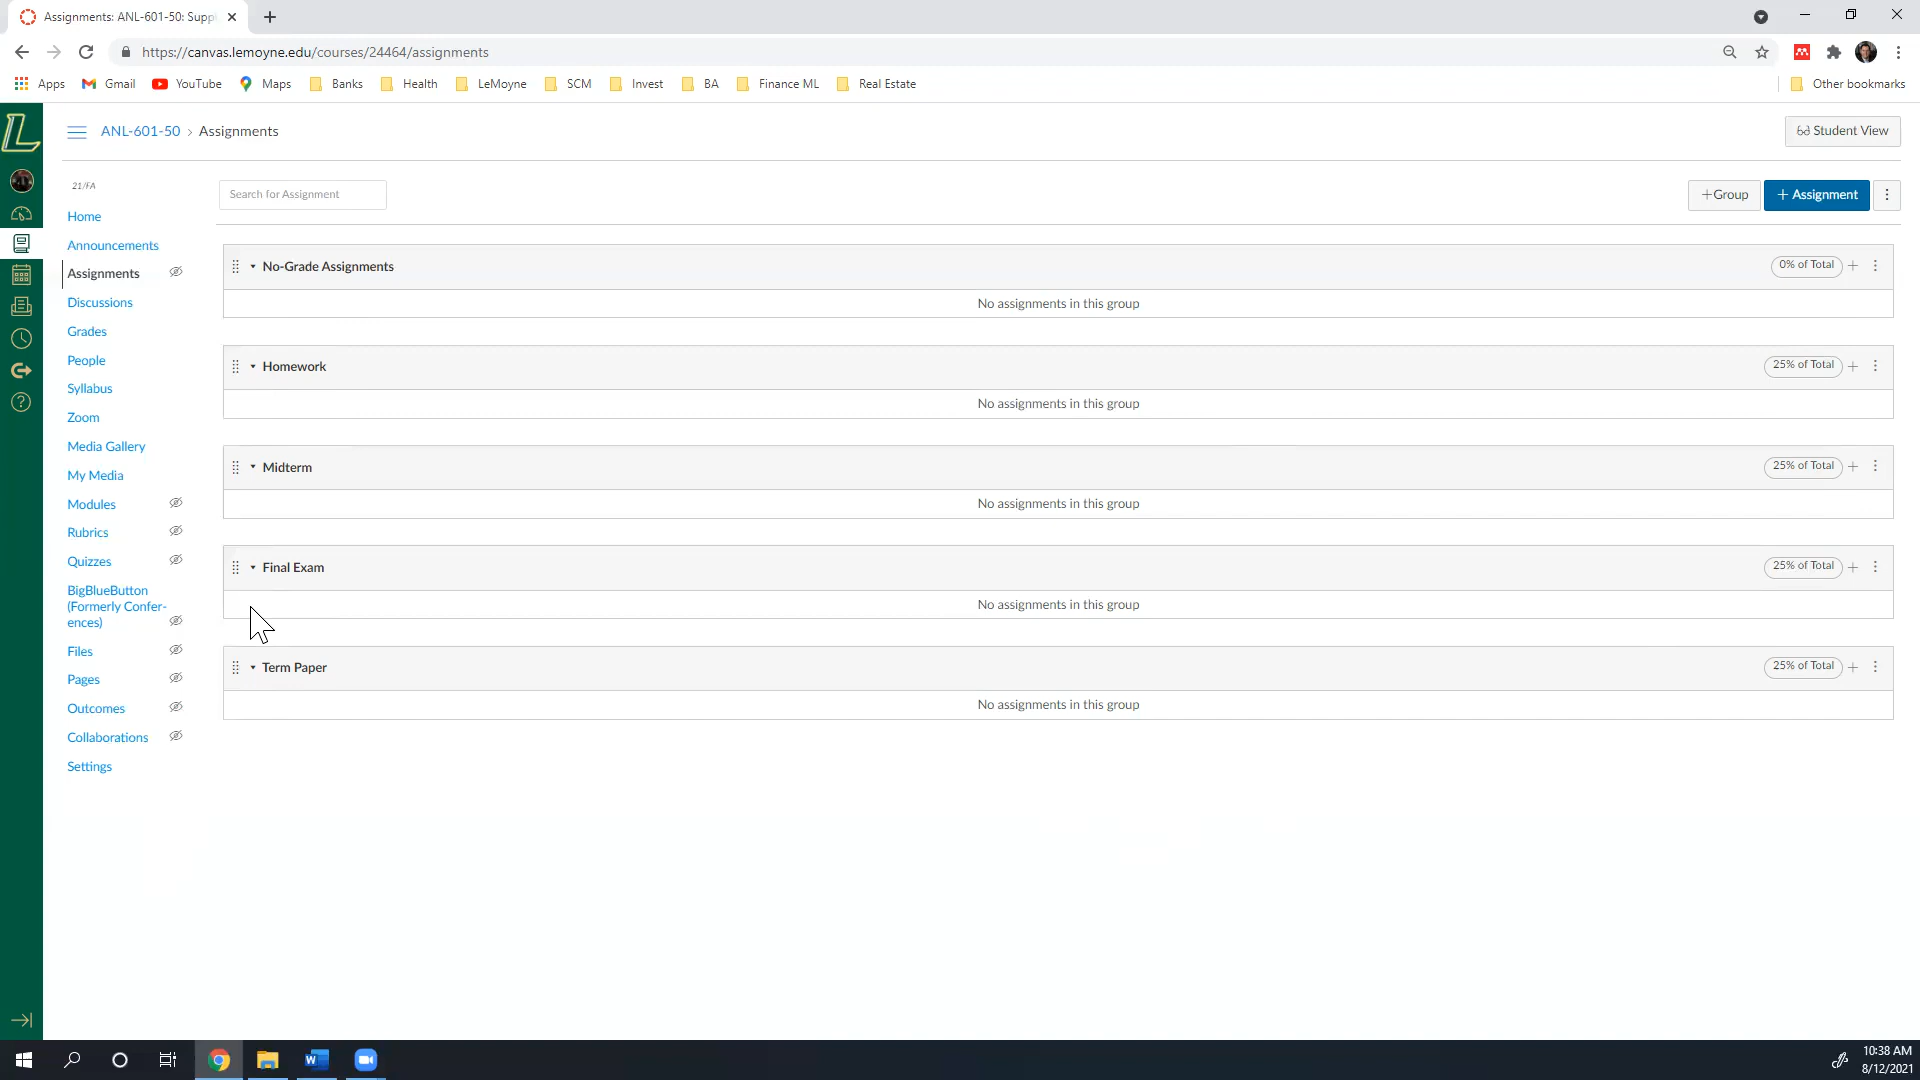 Assignments: ANL-601-50: Supp
https://canvas.lemoyne.edu/courses/24464/assignments
Apps Gmail YouTube Maps Banks Health LeMoyne SCM Invest BA Finance ML Real Estate Other bookmarks
L
ANL-601-50 › Assignments
Student View
21/FA
Home
Announcements
Assignments
Discussions
Grades
People
Syllabus
Zoom
Media Gallery
My Media
Modules
Rubrics
Quizzes
BigBlueButton
(Formerly Confer-
ences)
Files
Pages
Outcomes
Collaborations
Settings
Search for Assignment
+Group
+ Assignment
No-Grade Assignments
0% of Total
No assignments in this group
Homework
25% of Total
No assignments in this group
Midterm
25% of Total
No assignments in this group
Final Exam
25% of Total
No assignments in this group
Term Paper
25% of Total
No assignments in this group
10:38 AM
8/12/2021